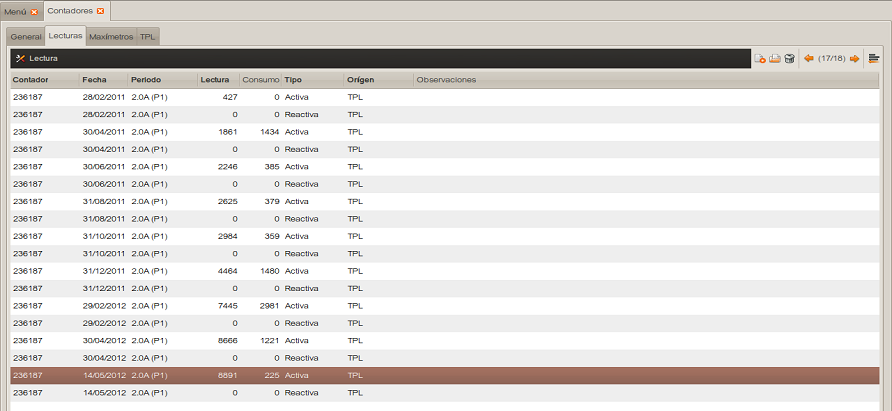 Menú Contadores
General Lecturas Maxímetros TPL
Lectura (17/18)
Contador Fecha Periodo Lectura Consumo Tipo Orígen Observaciones
236187 28/02/2011 2.0A (P1) 427 0 Activa TPL
236187 28/02/2011 2.0A (P1) 0 0 Reactiva TPL
236187 30/04/2011 2.0A (P1) 1861 1434 Activa TPL
236187 30/04/2011 2.0A (P1) 0 0 Reactiva TPL
236187 30/06/2011 2.0A (P1) 2246 385 Activa TPL
236187 30/06/2011 2.0A (P1) 0 0 Reactiva TPL
236187 31/08/2011 2.0A (P1) 2625 379 Activa TPL
236187 31/08/2011 2.0A (P1) 0 0 Reactiva TPL
236187 31/10/2011 2.0A (P1) 2984 359 Activa TPL
236187 31/10/2011 2.0A (P1) 0 0 Reactiva TPL
236187 31/12/2011 2.0A (P1) 4464 1480 Activa TPL
236187 31/12/2011 2.0A (P1) 0 0 Reactiva TPL
236187 29/02/2012 2.0A (P1) 7445 2981 Activa TPL
236187 29/02/2012 2.0A (P1) 0 0 Reactiva TPL
236187 30/04/2012 2.0A (P1) 8666 1221 Activa TPL
236187 30/04/2012 2.0A (P1) 0 0 Reactiva TPL
236187 14/05/2012 2.0A (P1) 8891 225 Activa TPL
236187 14/05/2012 2.0A (P1) 0 0 Reactiva TPL